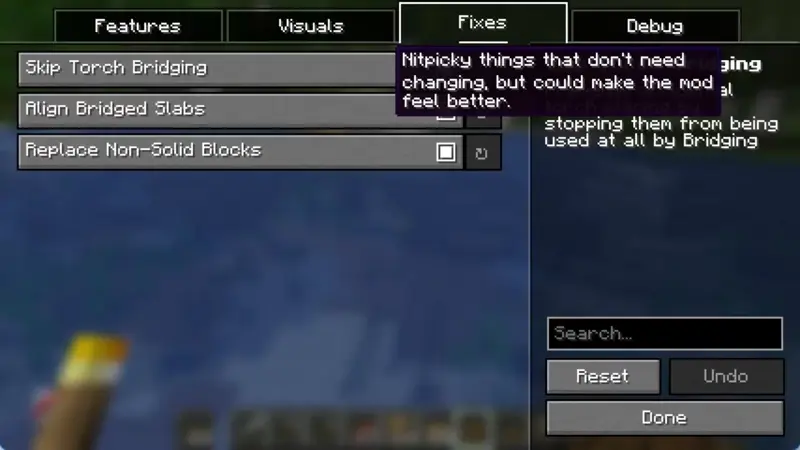 Features
Visuals
Fixes
Debug
Skip Torch Bridging
Nitpicky things that don't need
changing, but could make the mod
feel better.
Align Bridged Slabs
stopping them from being
used at all by Bridging
Replace Non-Solid Blocks
Search...
Reset
Undo
Done